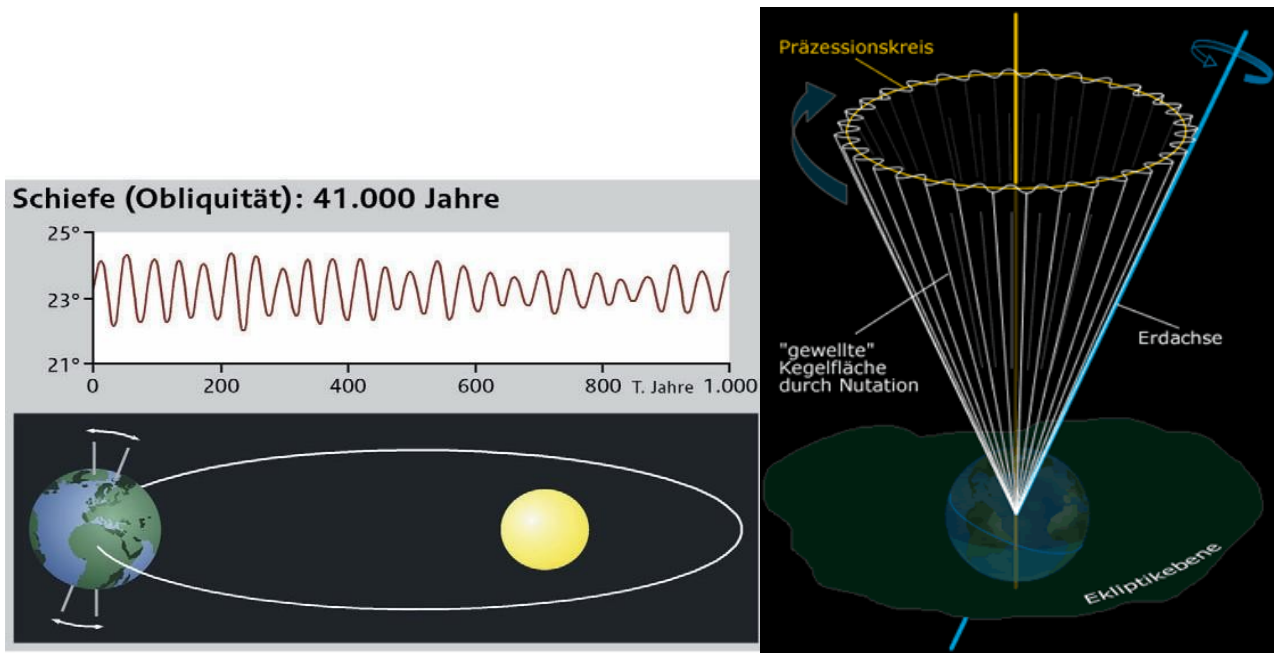 Schiefe (Obliquität): 41.000 Jahre
25°
23°
21°
0 200 400 600 800 T. Jahre 1.000
Präzessionskreis
"gewellte"
Kegelfläche
durch Nutation
Erdachse
Ekliptikebene